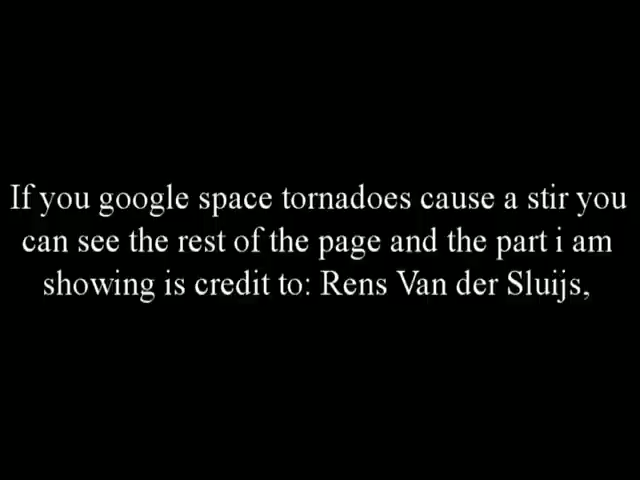 If you google space tornadoes cause a stir you
can see the rest of the page and the part i am
showing is credit to: Rens Van der Sluijs,